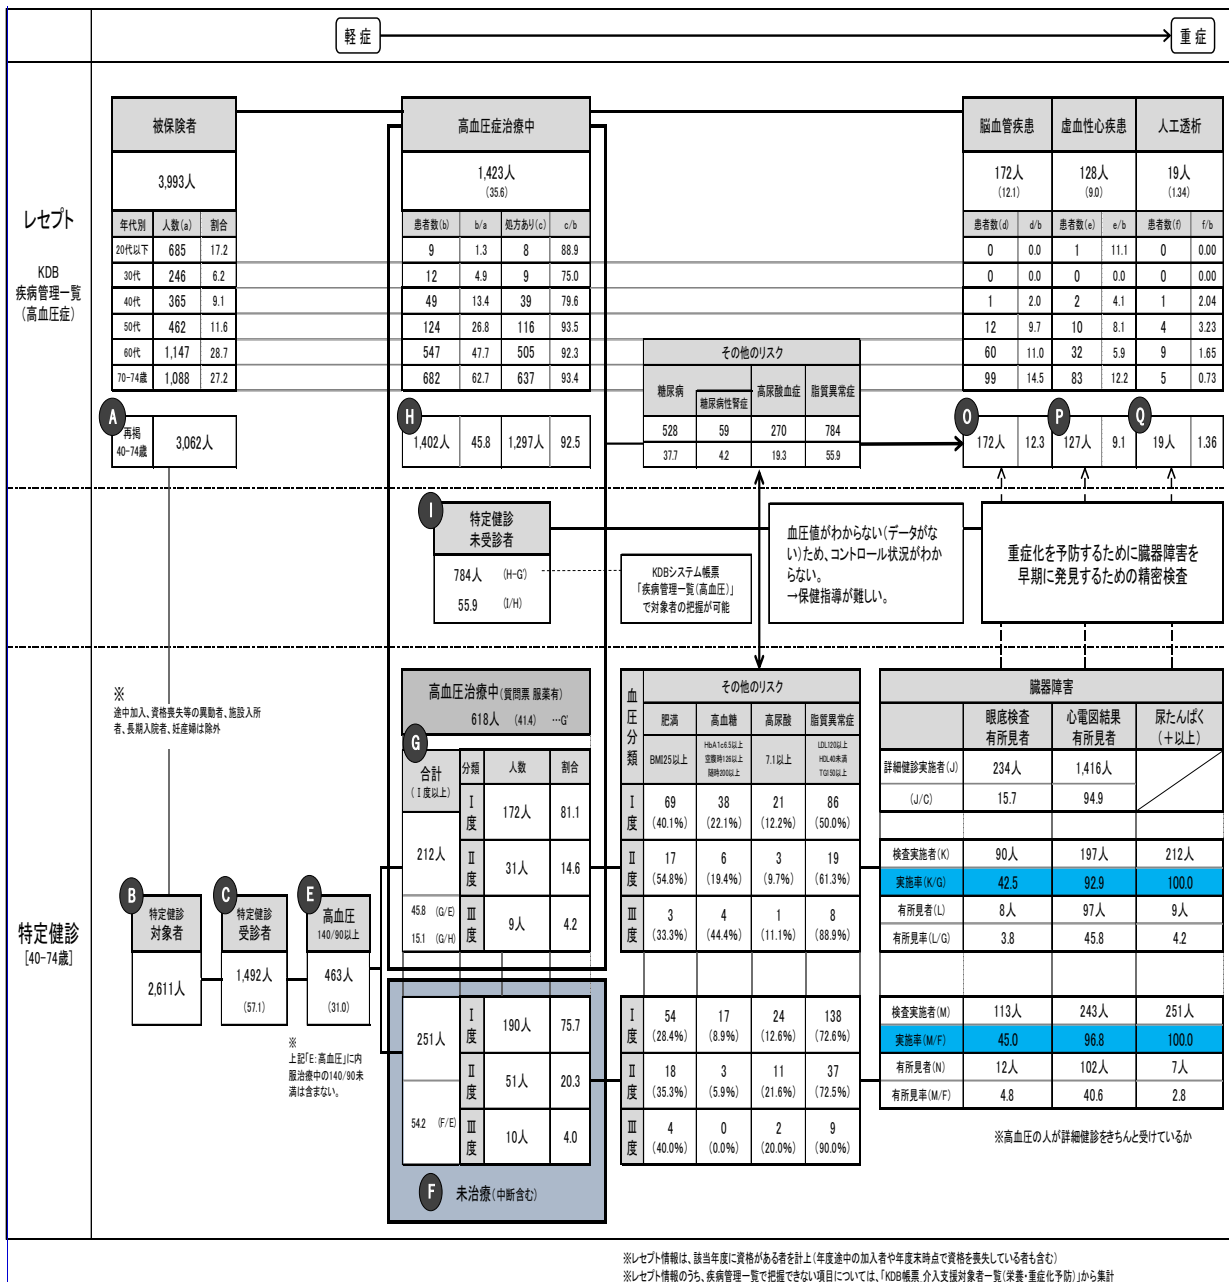 軽症 重症
レセプト
KDB
疾病管理一覧
(高血圧症)
被保険者
3,993人
年代別 人数(a) 割合
20代以下 685 17.2
30代 246 6.2
40代 365 9.1
50代 462 11.6
60代 1,147 28.7
70-74歳 1,088 27.2
A
再掲
40-74歳
3,062人
高血圧症治療中
1,423人
(35.6)
患者数(b) b/a 処方あり(c) c/b
9 1.3 8 88.9
12 4.9 9 75.0
49 13.4 39 79.6
124 26.8 116 93.5
547 47.7 505 92.3
682 62.7 637 93.4
H
1,402人 45.8 1,297人 92.5
その他のリスク
糖尿病 糖尿病性腎症 高尿酸血症 脂質異常症
528 59 270 784
37.7 4.2 19.3 55.9
脳血管疾患 虚血性心疾患 人工透析
172人 128人 19人
(12.1) (9.0) (1.34)
患者数(d) d/b 患者数(e) e/b 患者数(f) f/b
0 0.0 1 11.1 0 0.00
0 0.0 0 0.0 0 0.00
1 2.0 2 4.1 1 2.04
12 9.7 10 8.1 4 3.23
60 11.0 32 5.9 9 1.65
99 14.5 83 12.2 5 0.73
O P Q
172人 12.3 127人 9.1 19人 1.36
I
特定健診
未受診者
784人 (H-G')
55.9 (I/H)
KDBシステム帳票
「疾病管理一覧(高血圧)」
で対象者の把握が可能
血圧値がわからない(データがな
い)ため、コントロール状況がわか
らない。
→保健指導が難しい。
重症化を予防するために臓器障害を
早期に発見するための精密検査
※
途中加入、資格喪失等の異動者、施設入所
者、長期入院者、妊産婦は除外
特定健診
[40-74歳]
B
特定健診
対象者
2,611人
C
特定健診
受診者
1,492人
(57.1)
E
高血圧
140/90以上
463人
(31.0)
※
上記「E:高血圧」に内
服治療中の140/90未
満は含まない。
高血圧治療中(質問票 服薬有)
618人 (41.4) …G'
G
合計
(Ⅰ度以上)
分類 人数 割合
Ⅰ度 172人 81.1
212人
Ⅱ度 31人 14.6
45.8 (G/E)
15.1 (G/H)
Ⅲ度 9人 4.2
251人
Ⅰ度 190人 75.7
Ⅱ度 51人 20.3
54.2 (F/E)
Ⅲ度 10人 4.0
F 未治療(中断含む)
血圧分類
その他のリスク
肥満 高血糖 高尿酸 脂質異常症
BMI25以上
HbA1c6.5以上
空腹時126以上
随時200以上
7.1以上
LDL120以上
HDL40未満
TG150以上
Ⅰ度 69 38 21 86
(40.1%) (22.1%) (12.2%) (50.0%)
Ⅱ度 17 6 3 19
(54.8%) (19.4%) (9.7%) (61.3%)
Ⅲ度 3 4 1 8
(33.3%) (44.4%) (11.1%) (88.9%)
Ⅰ度 54 17 24 138
(28.4%) (8.9%) (12.6%) (72.6%)
Ⅱ度 18 3 11 37
(35.3%) (5.9%) (21.6%) (72.5%)
Ⅲ度 4 0 2 9
(40.0%) (0.0%) (20.0%) (90.0%)
臓器障害
眼底検査
有所見者
心電図結果
有所見者
尿たんぱく
(+以上)
詳細健診実施者(J) 234人 1,416人
(J/C) 15.7 94.9
検査実施者(K) 90人 197人 212人
実施率(K/G) 42.5 92.9 100.0
有所見者(L) 8人 97人 9人
有所見率(L/G) 3.8 45.8 4.2
検査実施者(M) 113人 243人 251人
実施率(M/F) 45.0 96.8 100.0
有所見者(N) 12人 102人 7人
有所見率(M/F) 4.8 40.6 2.8
※高血圧の人が詳細健診をきちんと受けているか
※レセプト情報は、該当年度に資格がある者を計上(年度途中の加入者や年度末時点で資格を喪失している者も含む)
※レセプト情報のうち、疾病管理一覧で把握できない項目については、「KDB帳票 介入支援対象者一覧(栄養・重症化予防)」から集計